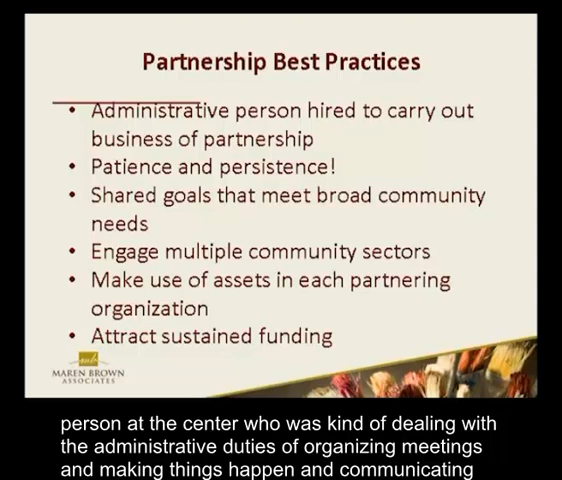 Partnership Best Practices
• Administrative person hired to carry out
business of partnership
• Patience and persistence!
• Shared goals that meet broad community
needs
• Engage multiple community sectors
• Make use of assets in each partnering
organization
• Attract sustained funding
mb
MAREN BROWN
ASSOCIATES
person at the center who was kind of dealing with
the administrative duties of organizing meetings
and making things happen and communicating